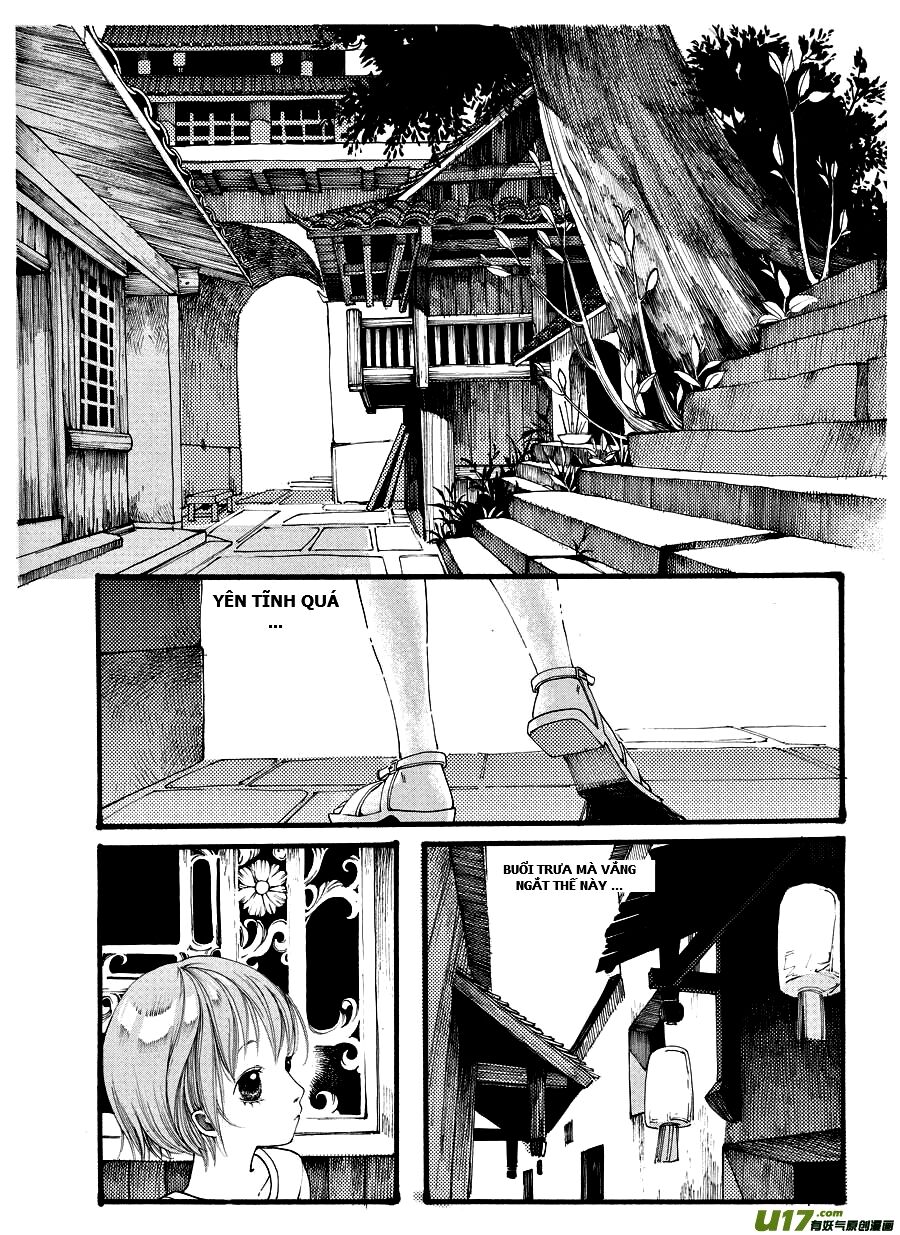 YÊN TĨNH QUÁ
...
BUỔI TRƯA MÀ VẮNG
NGẮT THẾ NÀY ...
U17.com
有妖气原创漫画